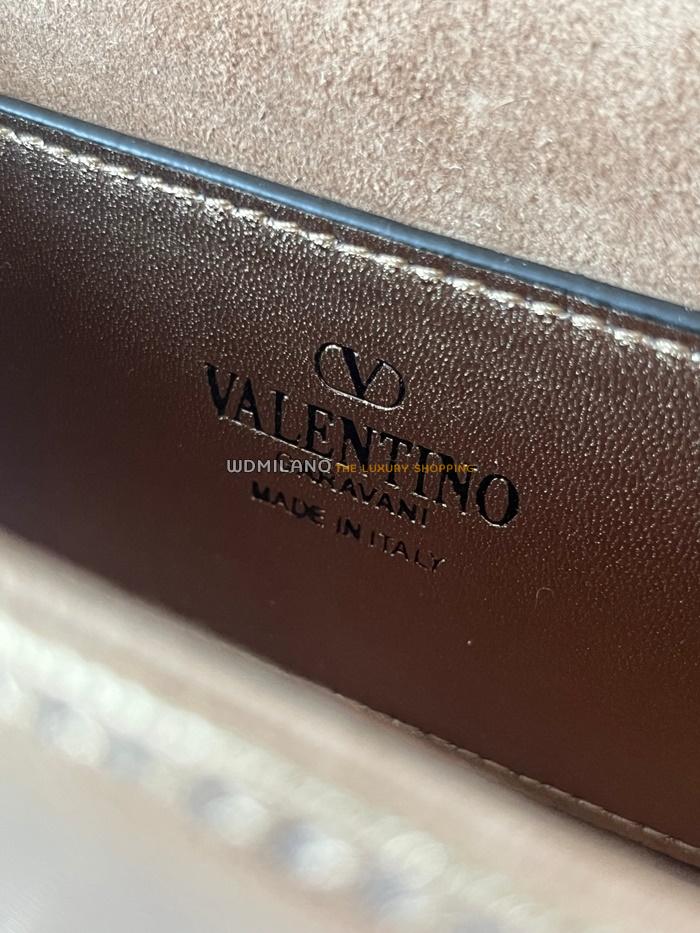 V
VALENTINO
GARAVANI
MADE IN ITALY
WDMILANO THE LUXURY SHOPPING